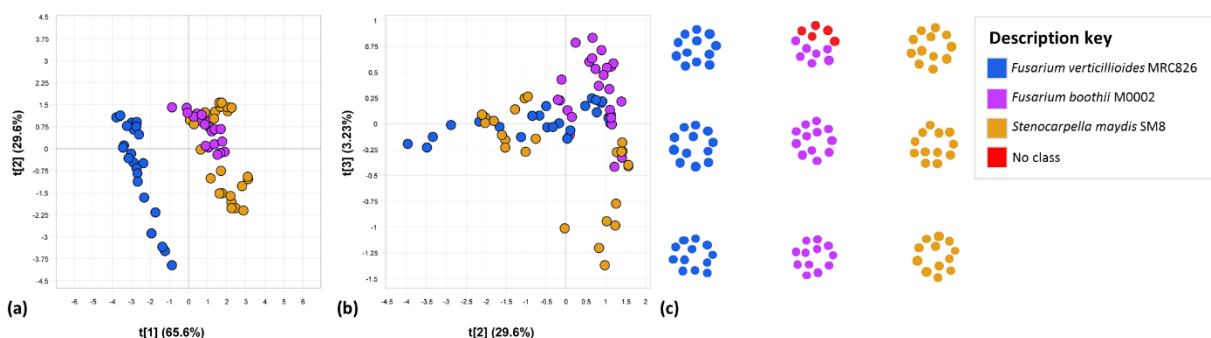 4.5
3.75
3
2.25
1.5
0.75
0
-0.75
-1.5
-2.25
-3
-3.75
-4.5
t[2] (29.6%)
-6 -5 -4 -3 -2 -1 0 1 2 3 4 5 6
t[1] (65.6%)
(a)
1
0.75
0.5
0.25
0
-0.25
-0.5
-0.75
-1
-1.25
-1.5
t[3] (3.23%)
-4.5 -4 -3.5 -3 -2.5 -2 -1.5 -1 -0.5 0 0.5 1 1.5 2
t[2] (29.6%)
(b)
(c)
Description key
Fusarium verticillioides MRC826
Fusarium boothii M0002
Stenocarpella maydis SM8
No class